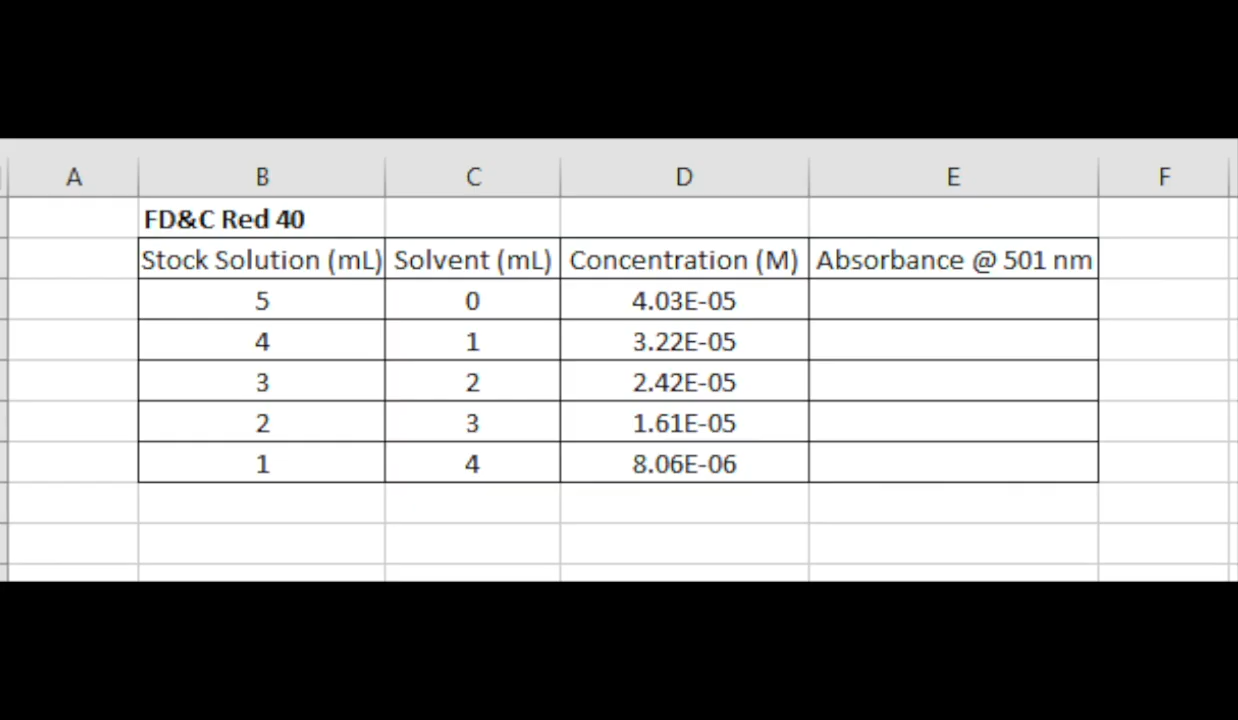 A B C D E F
FD&C Red 40
Stock Solution (mL) Solvent (mL) Concentration (M) Absorbance @ 501 nm
5 0 4.03E-05
4 1 3.22E-05
3 2 2.42E-05
2 3 1.61E-05
1 4 8.06E-06